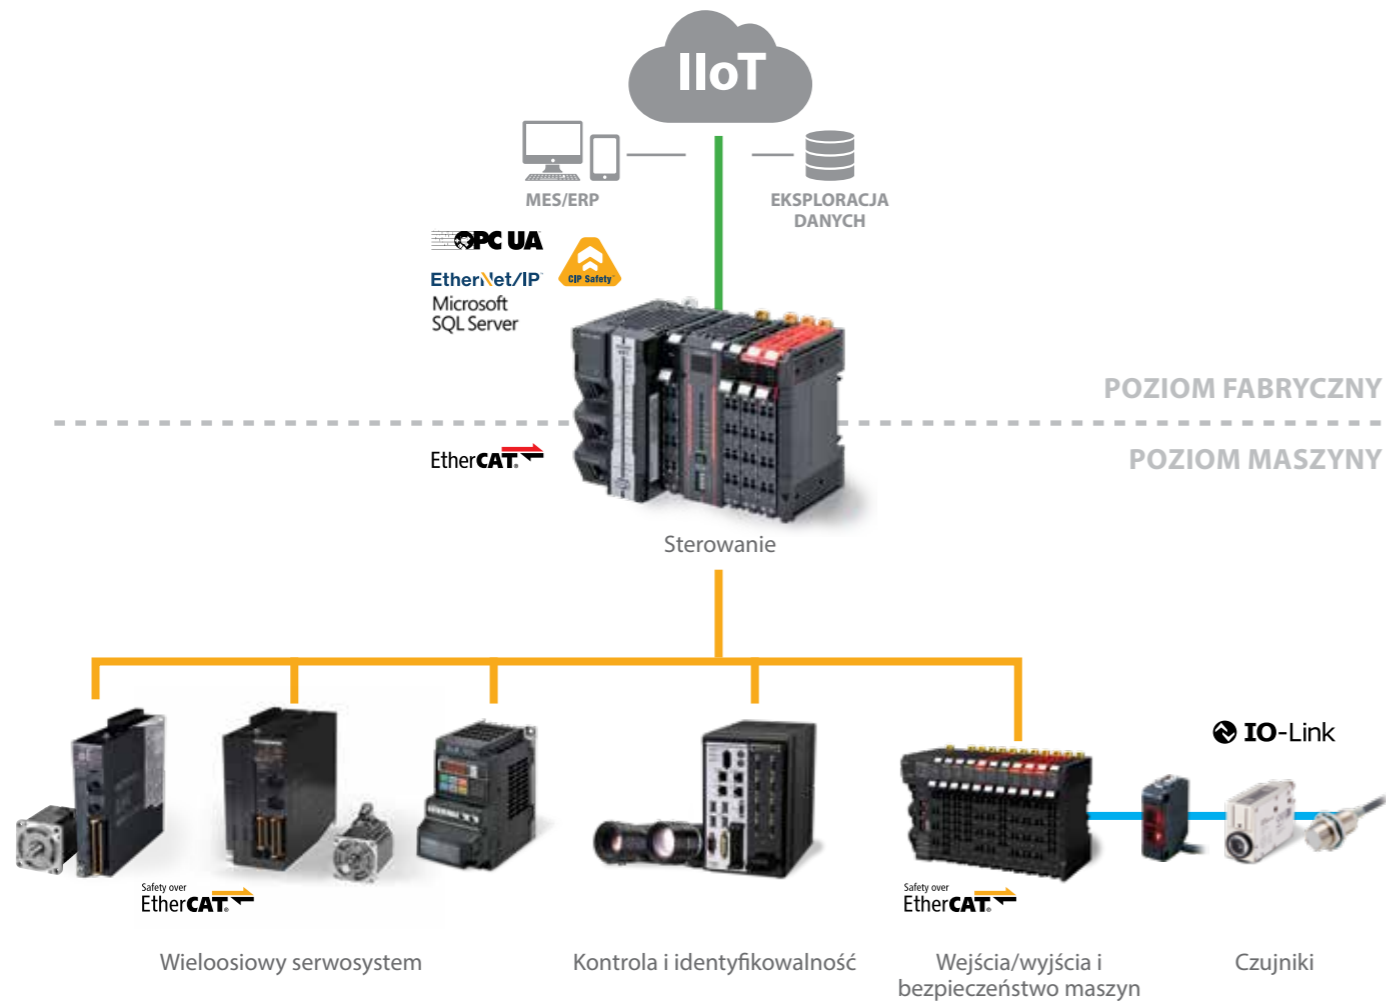 IIoT
MES/ERP
EKSPLORACJA
DANYCH
OPC UA
EtherNet/IP
CIP Safety
Microsoft
SQL Server
POZIOM FABRYCZNY
EtherCAT®
POZIOM MASZYNY
Sterowanie
IO-Link
Safety over
EtherCAT®
Safety over
EtherCAT®
Wieloosiowy serwosystem
Kontrola i identyfikowalność
Wejścia/wyjścia i
bezpieczeństwo maszyn
Czujniki